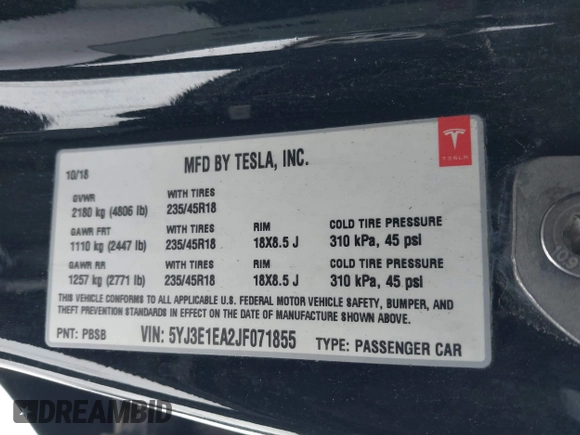 10/18
MFD BY TESLA, INC.
TESLA
GVWR WITH TIRES
2180 kg (4806 lb) 235/45R18
GAWR FRT WITH TIRES RIM COLD TIRE PRESSURE
1110 kg (2447 lb) 235/45R18 18X8.5 J 310 kPa, 45 psi
GAWR RR WITH TIRES RIM COLD TIRE PRESSURE
1257 kg (2771 lb) 235/45R18 18X8.5 J 310 kPa, 45 psi
THIS VEHICLE CONFORMS TO ALL APPLICABLE U.S. FEDERAL MOTOR VEHICLE SAFETY, BUMPER, AND
THEFT PREVENTION STANDARDS IN EFFECT ON THE DATE OF MANUFACTURE SHOWN ABOVE.
PNT: PBSB VIN: 5YJ3E1EA2JF071855 TYPE: PASSENGER CAR
DREAMBID